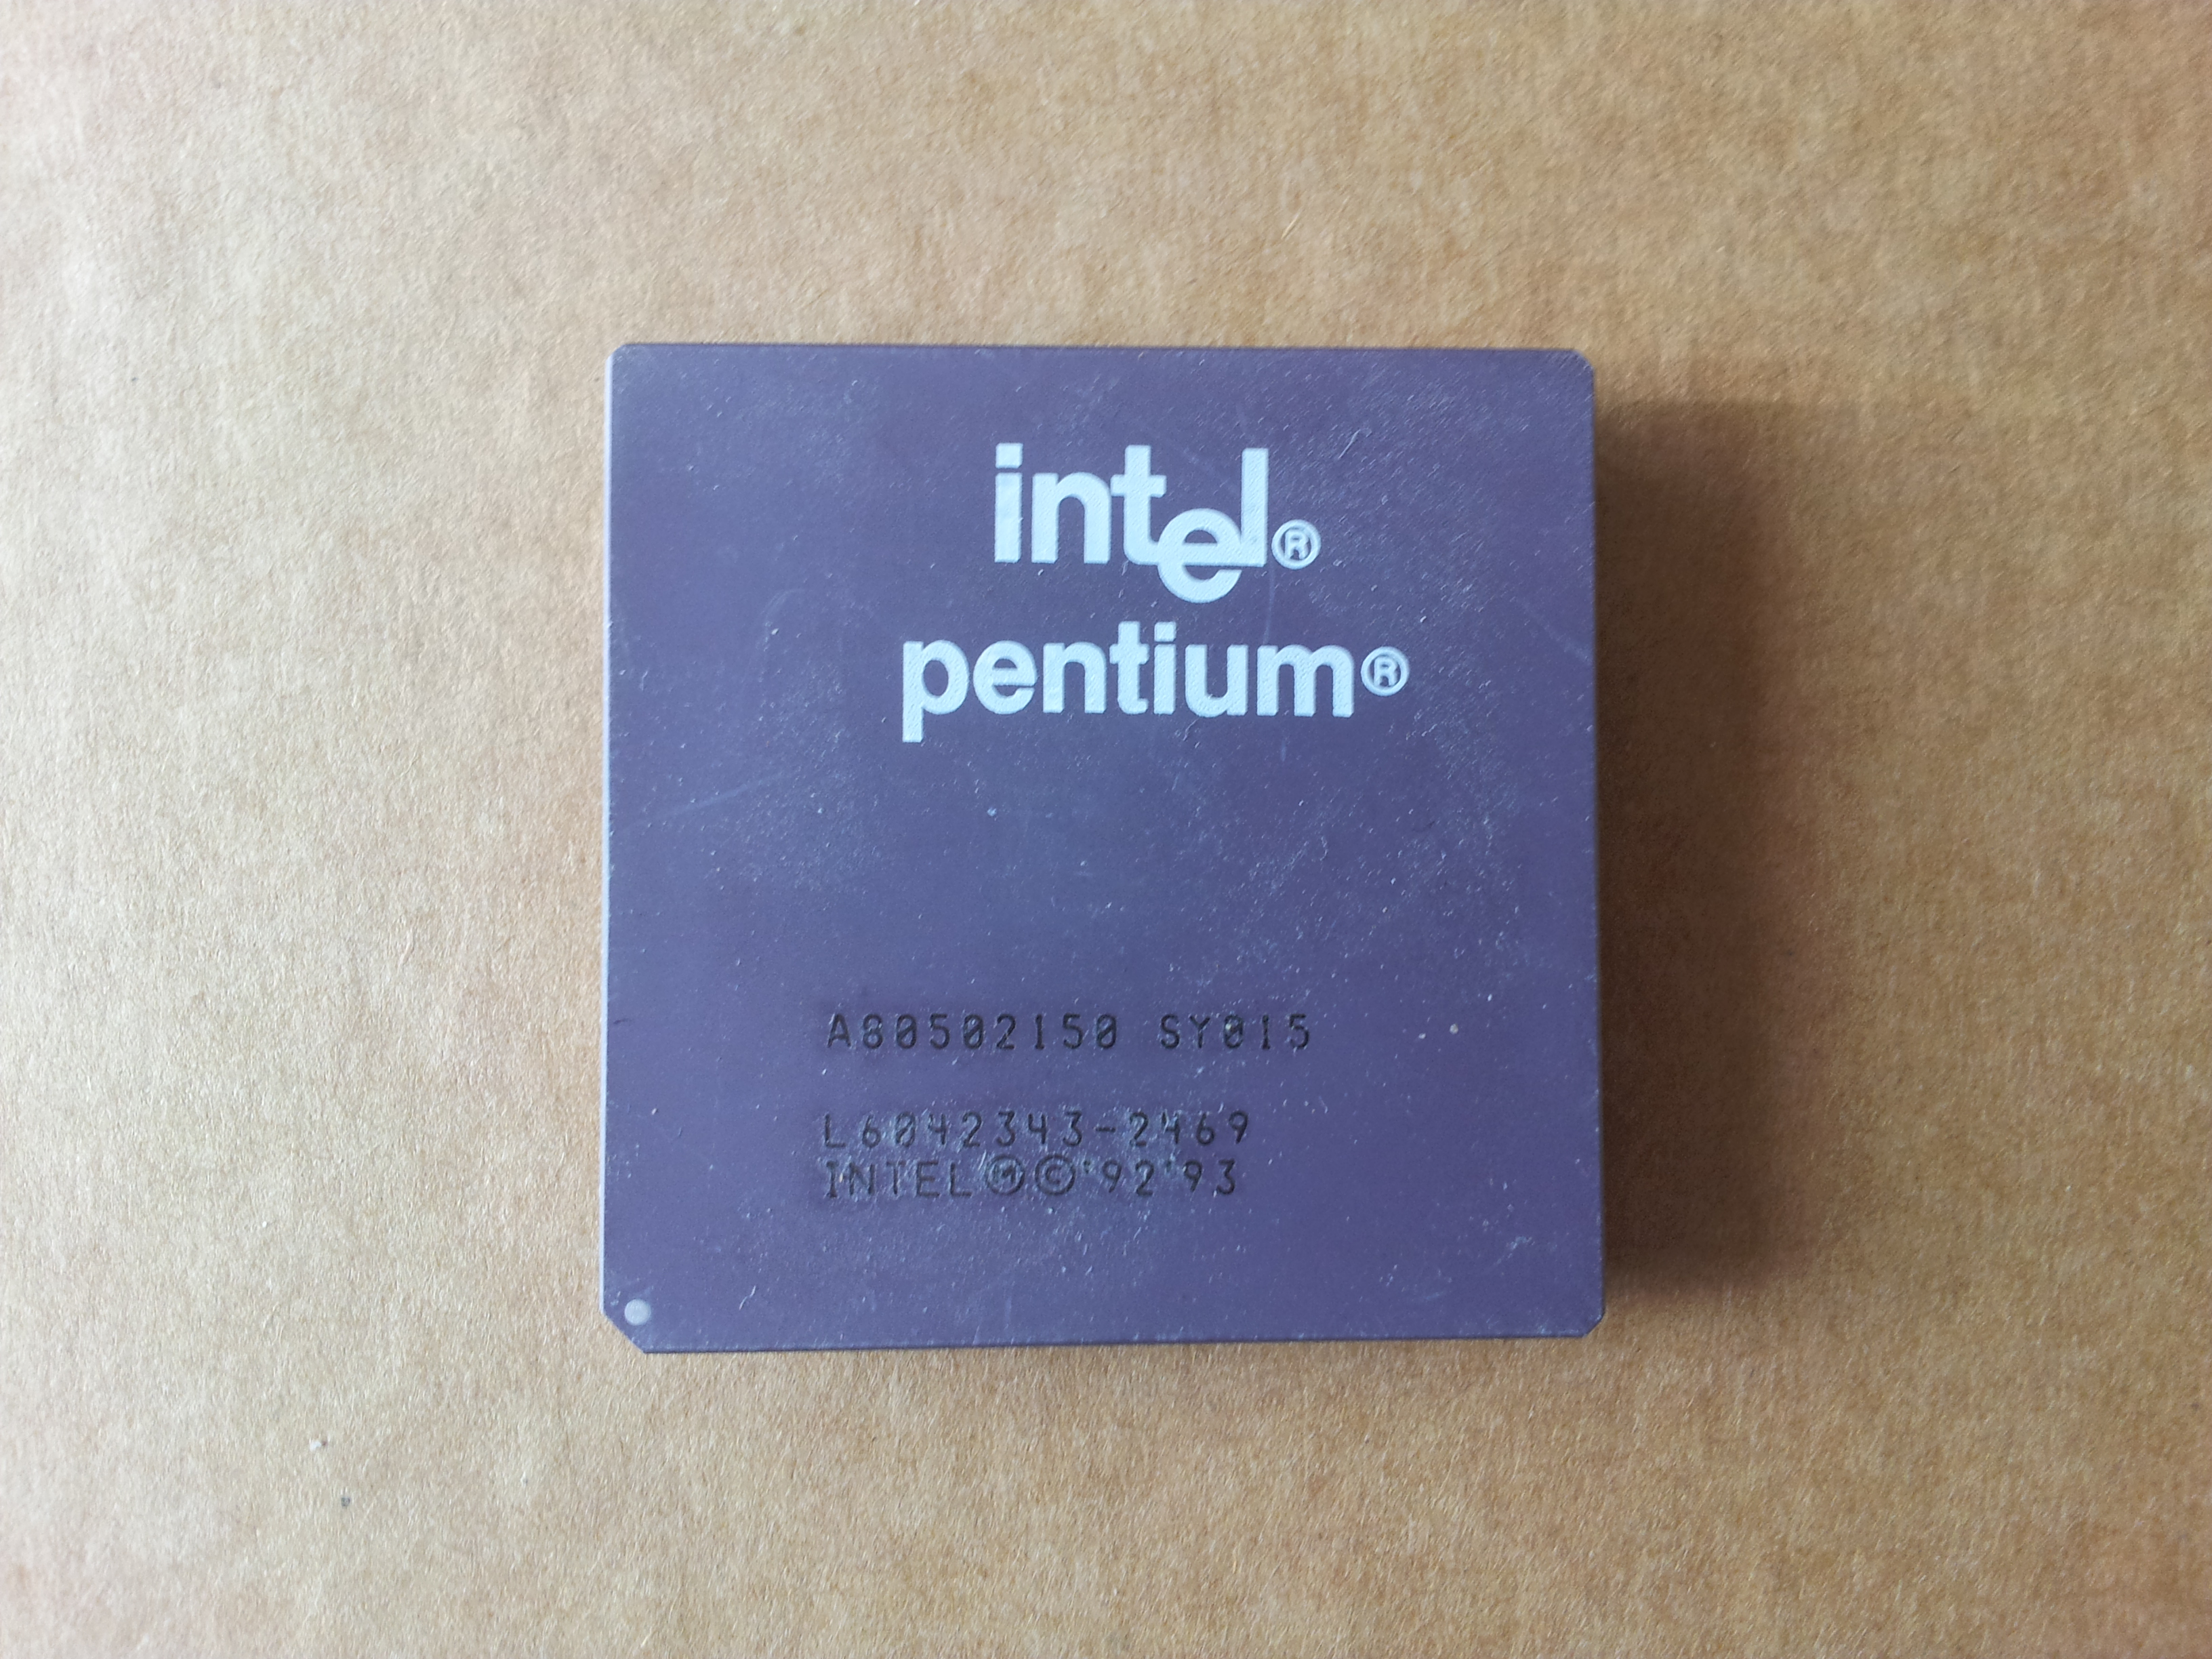 intel®
pentium®
A80502150 SY015
L6042343-2469
INTEL Ⓜ © '92 '93